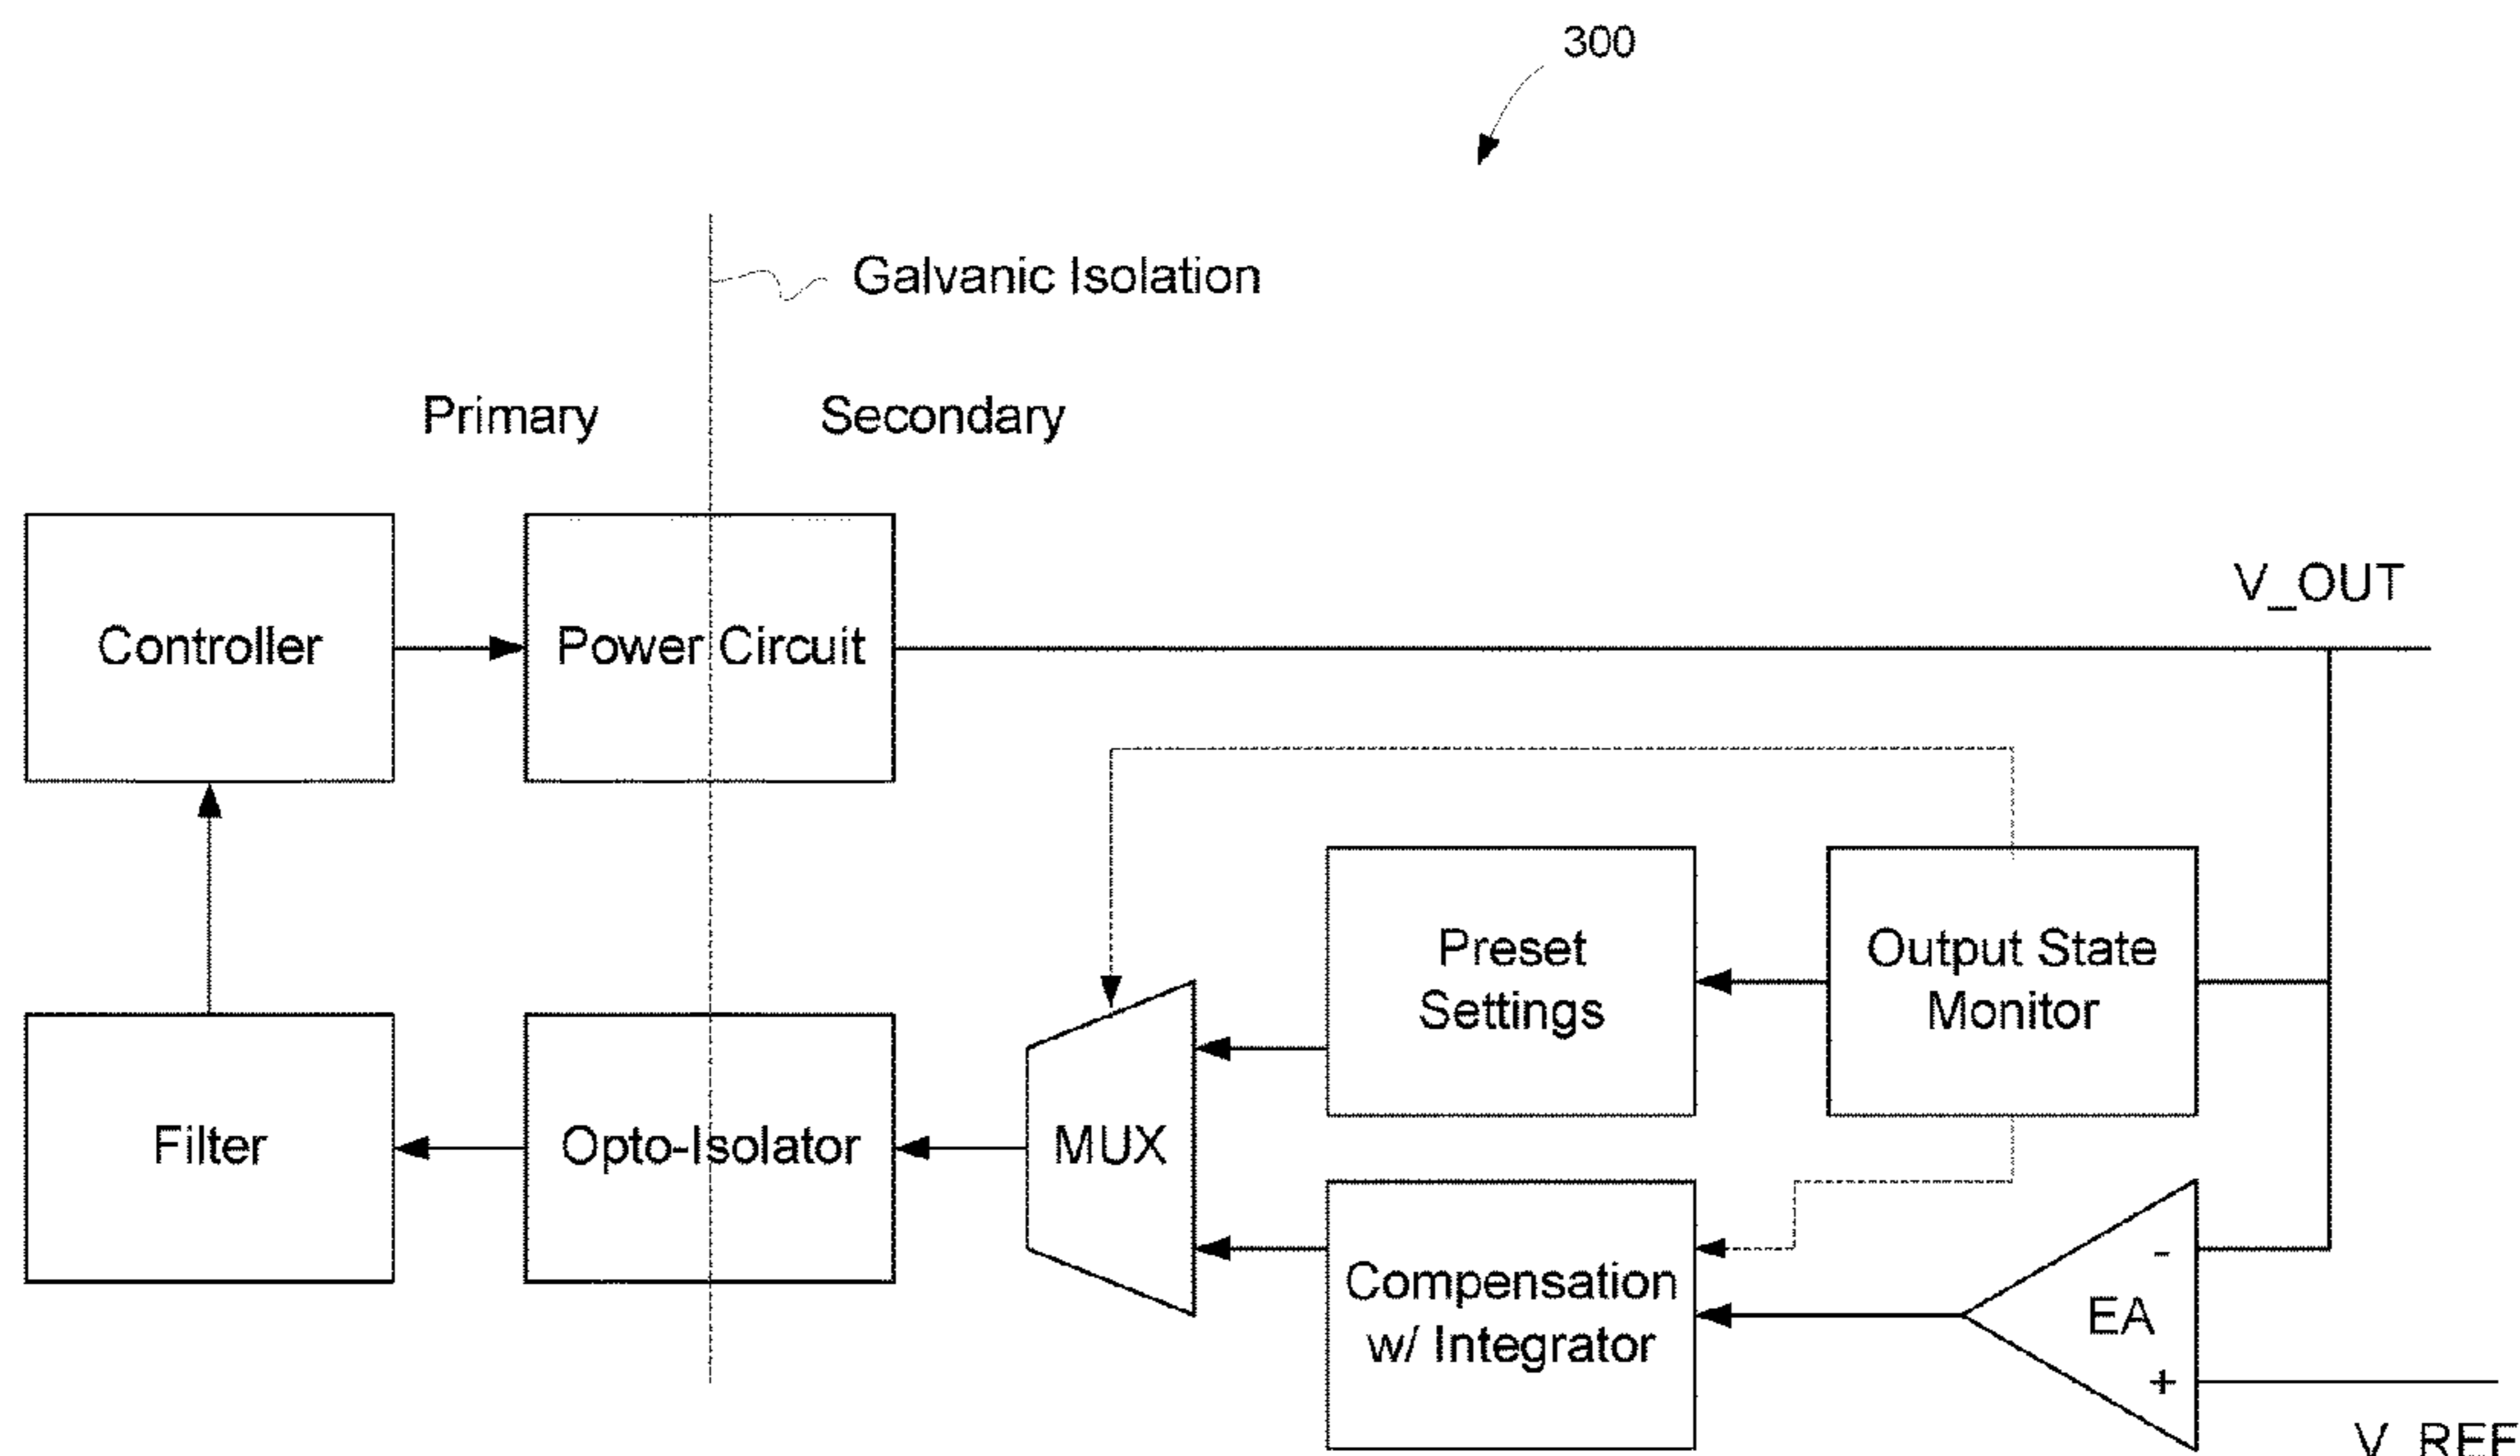 300
Galvanic Isolation
Primary
Secondary
V_OUT
Controller
Power Circuit
Preset
Settings
Output State
Monitor
Filter
Opto-Isolator
MUX
Compensation
w/ Integrator
-
EA
+
V_REF